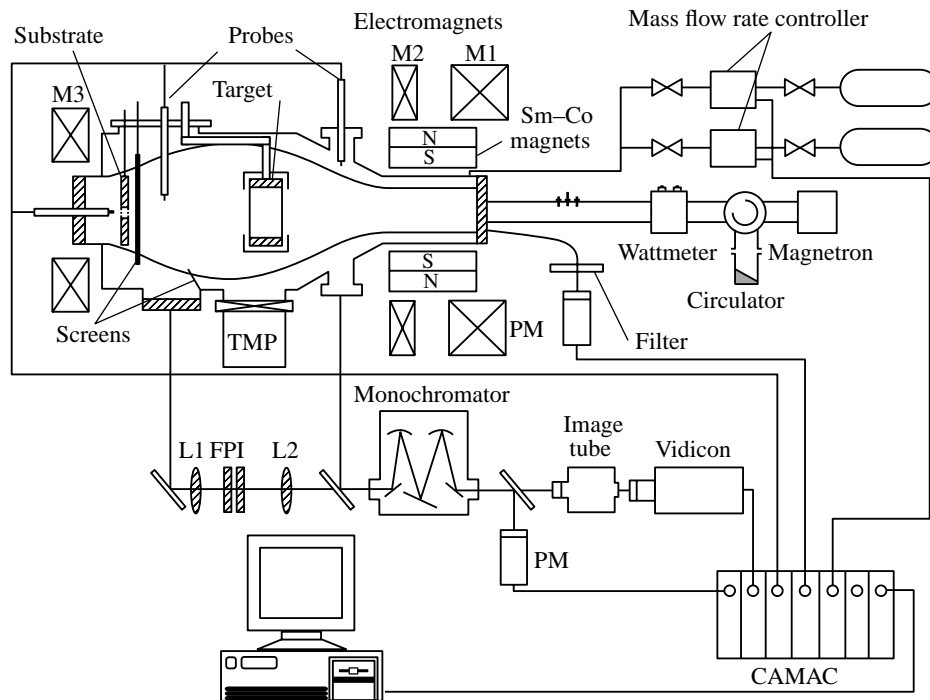 Electromagnets
Mass flow rate controller
Substrate
Probes
M2
M1
Target
M3
Sm–Co
magnets
N
S
Wattmeter
Magnetron
S
N
Circulator
Screens
TMP
PM
Filter
Monochromator
Image
tube
Vidicon
L1
FPI
L2
PM
CAMAC